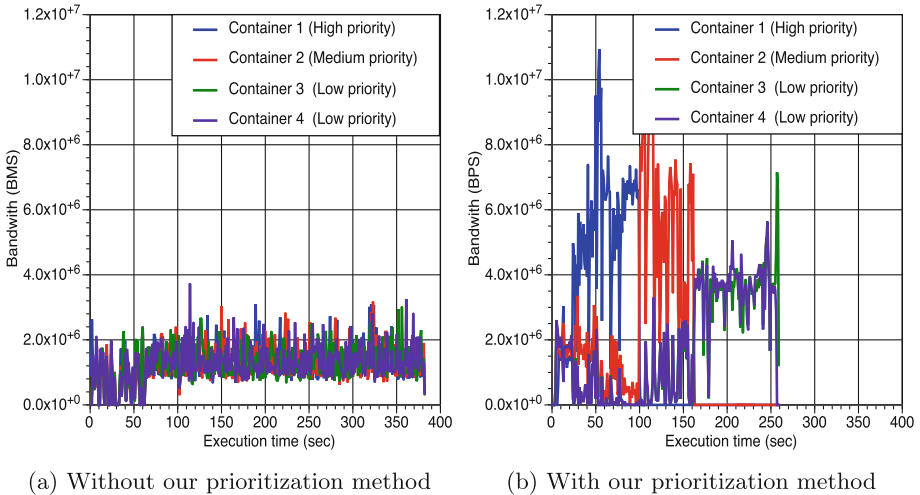 1.2x10+7
1.0x10+7
8.0x10+6
6.0x10+6
4.0x10+6
2.0x10+6
0.0x10+0
Bandwith (BMS)
Container 1 (High priority)
Container 2 (Medium priority)
Container 3 (Low priority)
Container 4 (Low priority)
0 50 100 150 200 250 300 350 400
Execution time (sec)
(a) Without our prioritization method
1.2x10+7
1.0x10+7
8.0x10+6
6.0x10+6
4.0x10+6
2.0x10+6
0.0x10+0
Bandwith (BPS)
Container 1 (High priority)
Container 2 (Medium priority)
Container 3 (Low priority)
Container 4 (Low priority)
0 50 100 150 200 250 300 350 400
Execution time (sec)
(b) With our prioritization method